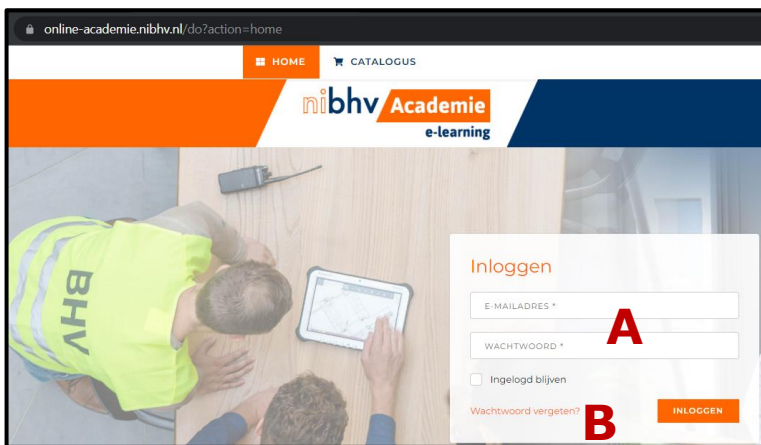 online-academie.nibhv.nl/do?action=home
HOME CATALOGUS
nibhv Academie
e-learning
BHV
Inloggen
E-MAILADRES *
A
WACHTWOORD *
Ingelogd blijven
Wachtwoord vergeten? B INLOGGEN